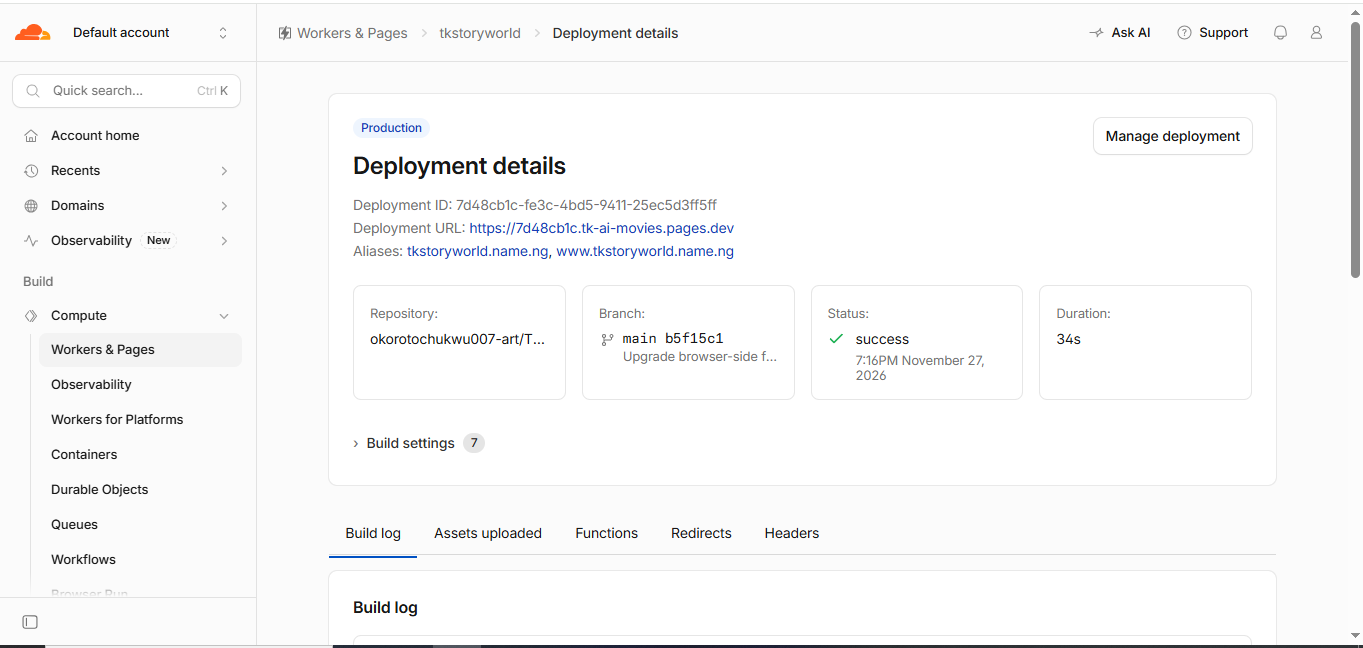 Default account
Workers & Pages > tkstoryworld > Deployment details
Ask AI
Support
Quick search...
Ctrl K
Account home
Recents
Domains
Observability New
Build
Compute
Workers & Pages
Observability
Workers for Platforms
Containers
Durable Objects
Queues
Workflows
Browser Run
Production
Manage deployment
Deployment details
Deployment ID: 7d48cb1c-fe3c-4bd5-9411-25ec5d3ff5ff
Deployment URL: https://7d48cb1c.tk-ai-movies.pages.dev
Aliases: tkstoryworld.name.ng, www.tkstoryworld.name.ng
Repository:
okorotochukwu007-art/T...
Branch:
main b5f15c1
Upgrade browser-side f...
Status:
success
7:16PM November 27,
2026
Duration:
34s
› Build settings 7
Build log
Assets uploaded
Functions
Redirects
Headers
Build log